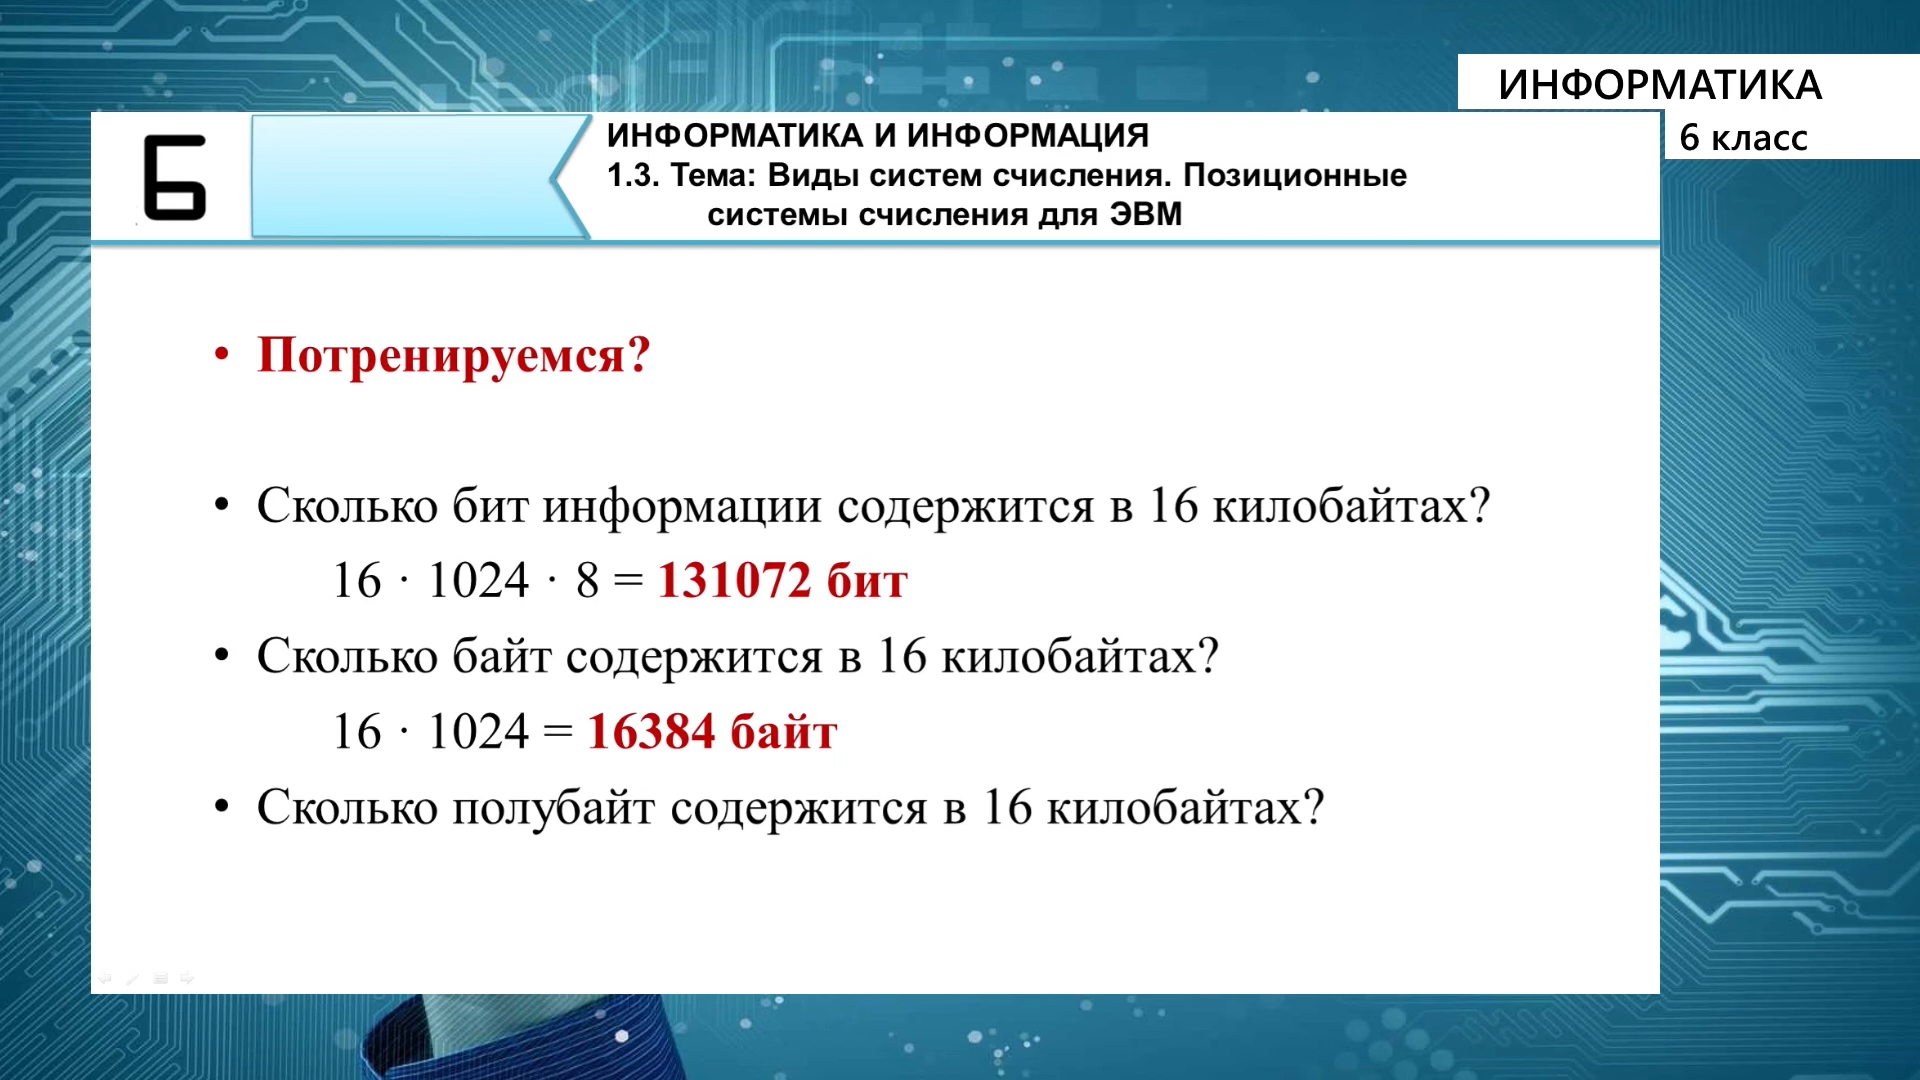 ИНФОРМАТИКА
6 класс
Б
ИНФОРМАТИКА И ИНФОРМАЦИЯ
1.3. Тема: Виды систем счисления. Позиционные
системы счисления для ЭВМ
• Потренируемся?
• Сколько бит информации содержится в 16 килобайтах?
16 · 1024 · 8 = 131072 бит
• Сколько байт содержится в 16 килобайтах?
16 · 1024 = 16384 байт
• Сколько полубайт содержится в 16 килобайтах?